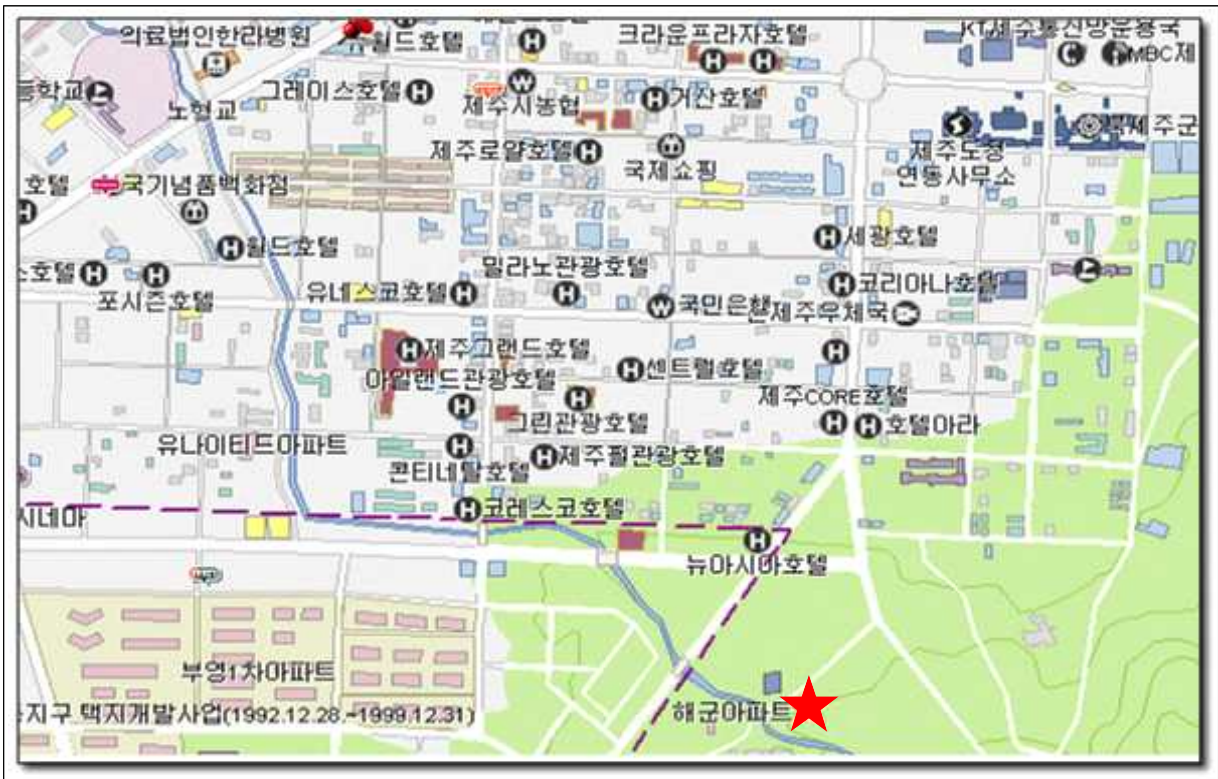 의료법인한라병원
월드호텔
크라운프라자호텔
KT제주통신망운용국
MBC제
등학교
그레이스호텔
제주시농협
거산호텔
노형교
제주도청
제주로얄호텔
국제쇼핑
연동사무소
호텔
국기념품백화점
월드호텔
세광호텔
밀라노관광호텔
스호텔
포시즌호텔
유네스코호텔
국민은행
코리아나호텔
제주우체국
제주그랜드호텔
아일랜드관광호텔
센트럴호텔
제주CORE호텔
그린관광호텔
호텔아라
유나이티드아파트
콘티네탈호텔
제주펄관광호텔
시네마
코레스코호텔
뉴아시아호텔
부영1차아파트
지구 택지개발사업(1992.12.28.~1999.12.31)
해군아파트